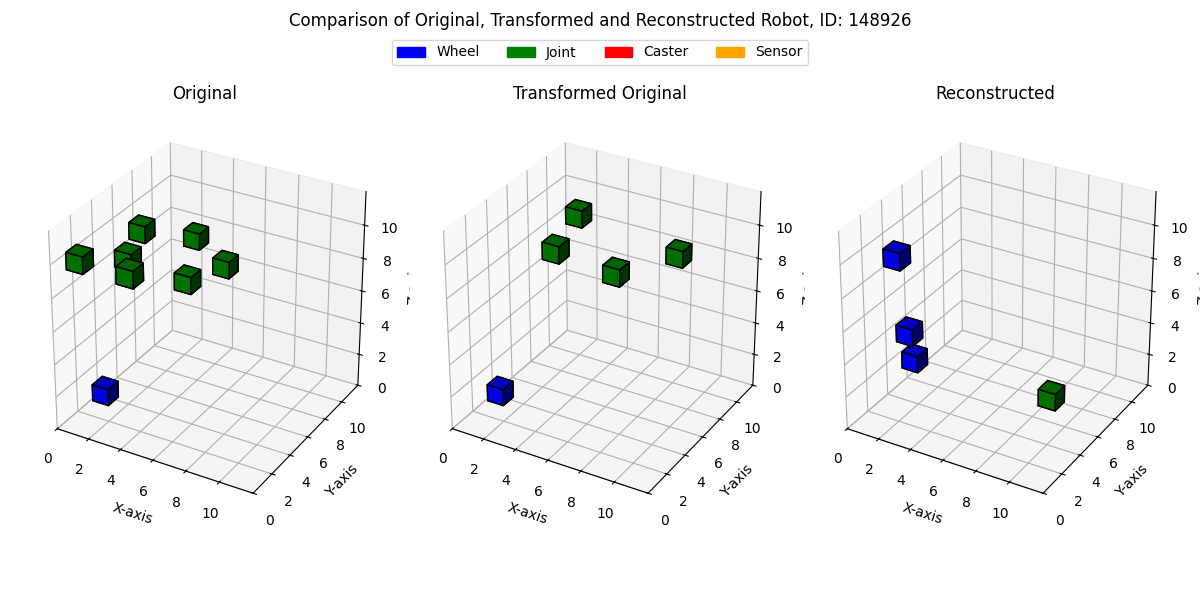 Comparison of Original, Transformed and Reconstructed Robot, ID: 148926
Wheel Joint Caster Sensor
Original Transformed Original Reconstructed
10 10 10
8 8 8
6 6 6
4 4 4
2 2 2
0 0 0
10 10 10
8 8 8
0 2 4 6 8 10 6 4 2 0
0 2 4 6 8 10 6 4 2 0
0 2 4 6 8 10 6 4 2 0
X-axis Y-axis X-axis Y-axis X-axis Y-axis